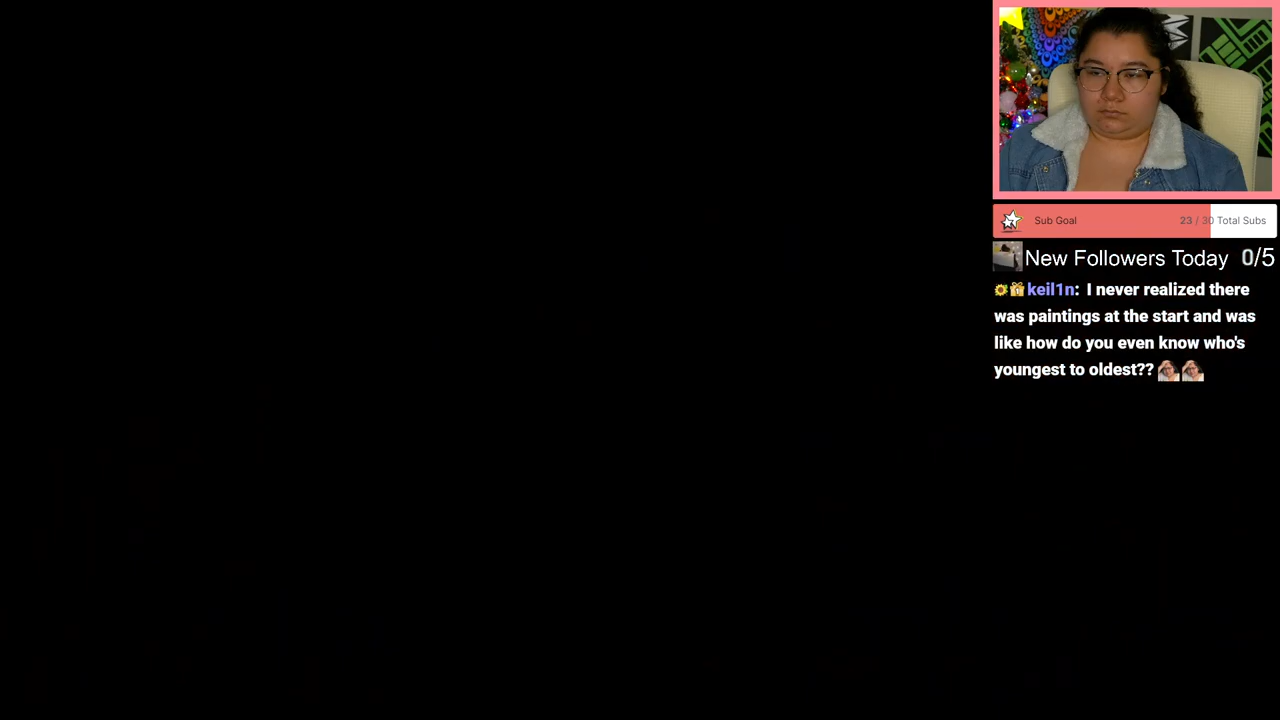 Sub Goal 23 / 30 Total Subs
New Followers Today 0/5
keil1n: I never realized there
was paintings at the start and was
like how do you even know who's
youngest to oldest??